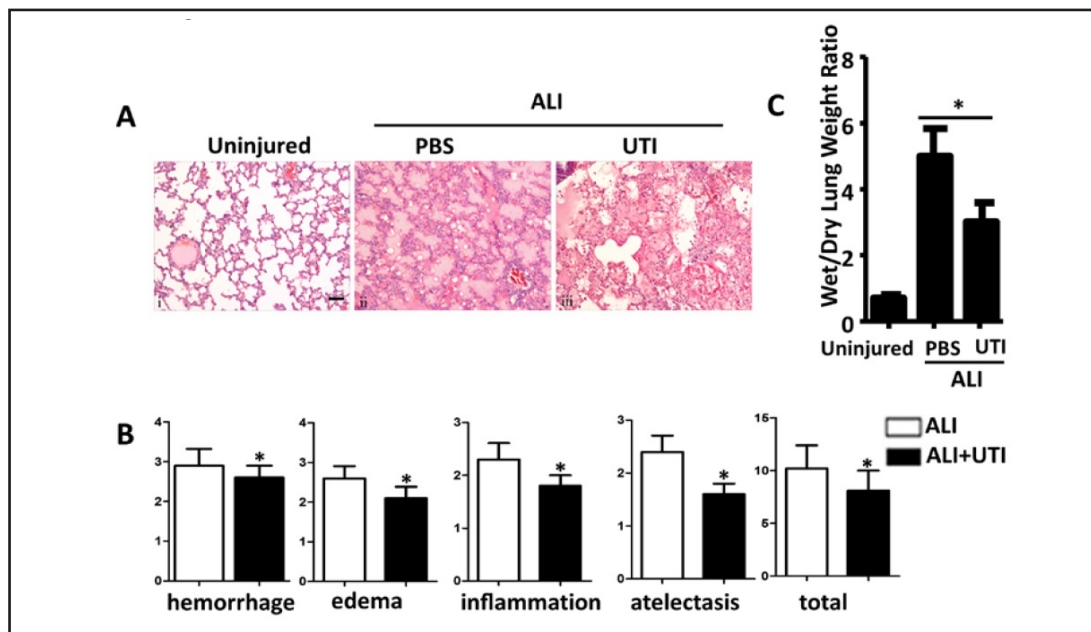 A
ALI
Uninjured
PBS
UTI
i
ii
iii
C
Wet/Dry Lung Weight Ratio
8
6
4
2
0
*
Uninjured
PBS
UTI
ALI
B
4
3
2
1
0
*
hemorrhage
4
3
2
1
0
*
edema
3
2
1
0
*
inflammation
3
2
1
0
*
atelectasis
15
10
5
0
*
total
ALI
ALI+UTI